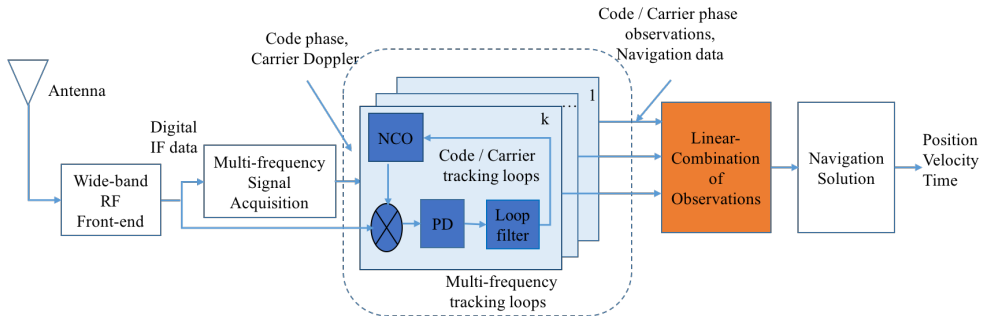 Antenna
Wide-band
RF
Front-end
Digital
IF data
Multi-frequency
Signal
Acquisition
Code phase,
Carrier Doppler
1
...
k
NCO
Code / Carrier
tracking loops
PD
Loop
filter
Multi-frequency
tracking loops
Code / Carrier phase
observations,
Navigation data
Linear-
Combination
of
Observations
Navigation
Solution
Position
Velocity
Time